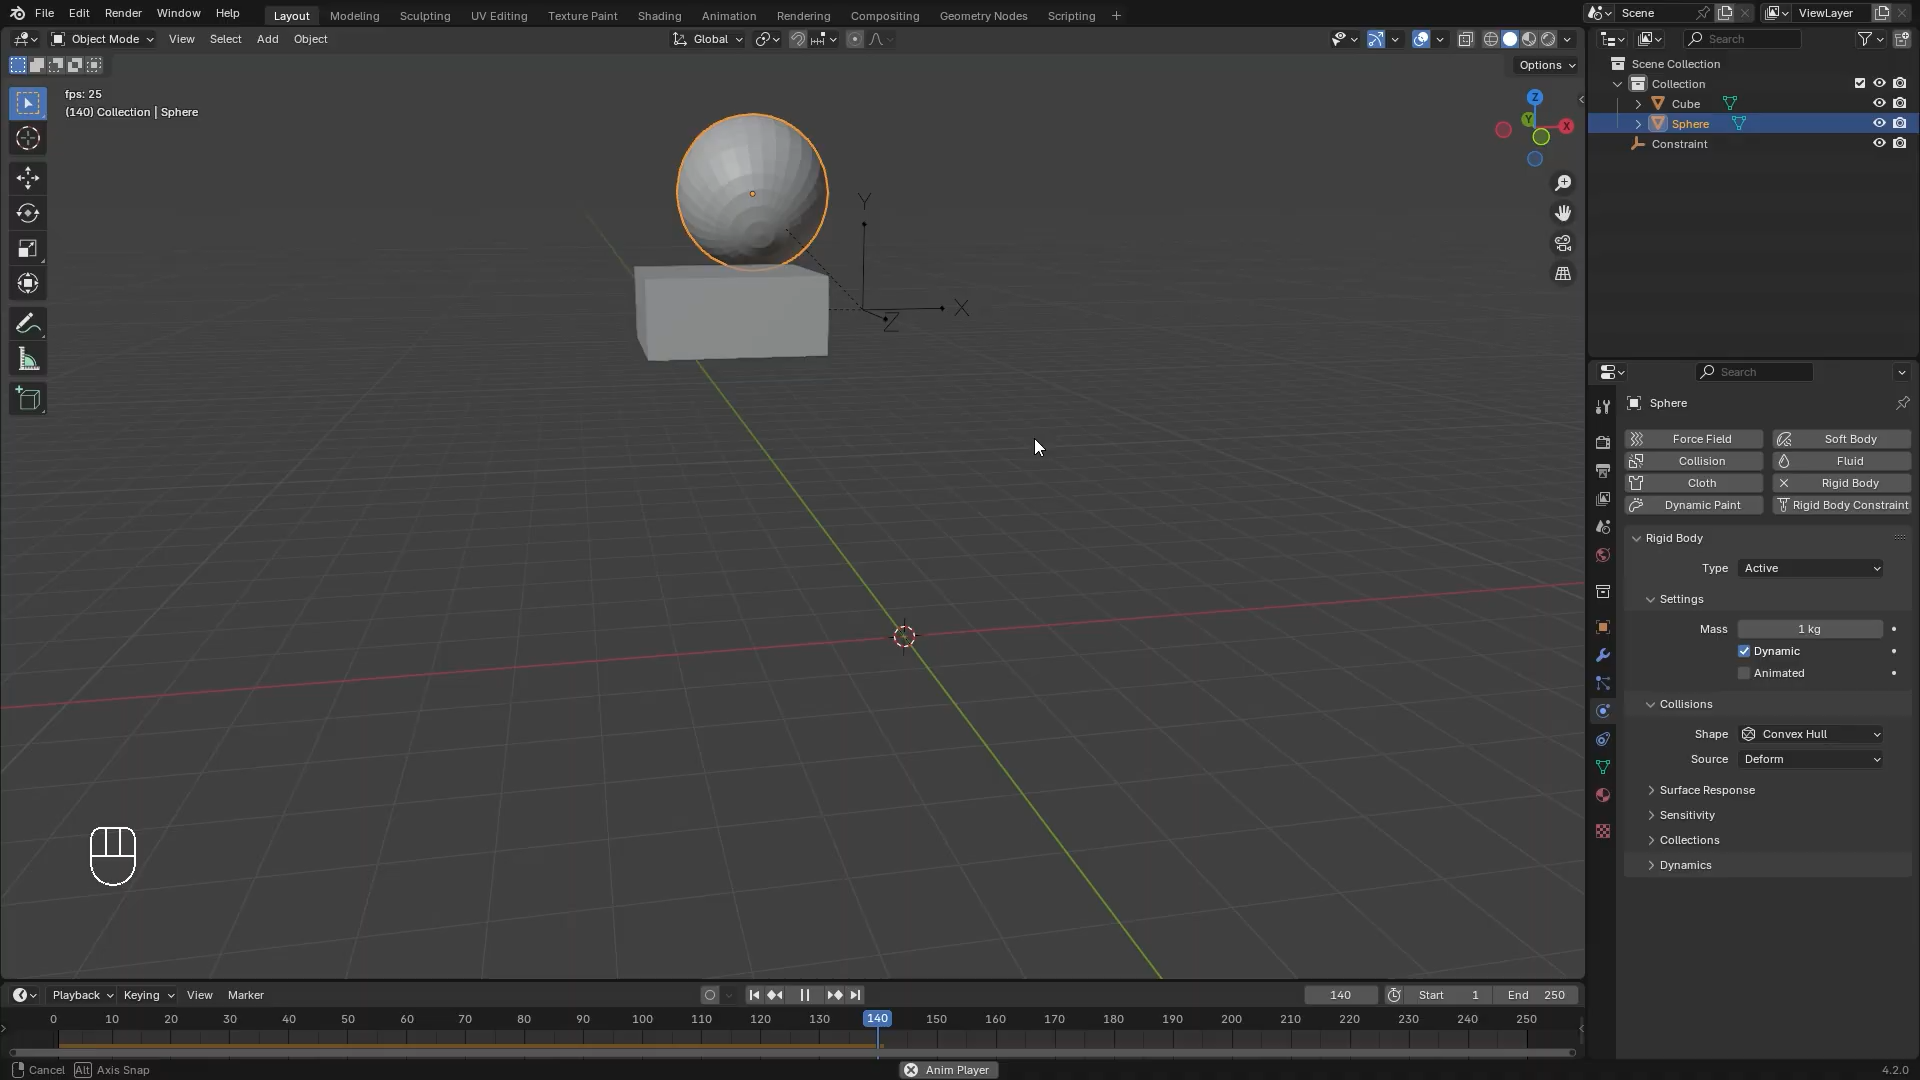 File Edit Render Window Help Layout Modeling Sculpting UV Editing Texture Paint Shading Animation Rendering Compositing Geometry Nodes Scripting + Scene ViewLayer
Object Mode View Select Add Object Global Search
Options
fps: 25
(140) Collection | Sphere
Z
Y
X
Y
X
Z
Scene Collection
Collection
Cube
Sphere
Constraint
Search
Sphere
Force Field Soft Body
Collision Fluid
Cloth Rigid Body
Dynamic Paint Rigid Body Constraint
Rigid Body
Type Active
Settings
Mass 1 kg
Dynamic
Animated
Collisions
Shape Convex Hull
Source Deform
Surface Response
Sensitivity
Collections
Dynamics
Playback Keying View Marker 140 Start 1 End 250
0 10 20 30 40 50 60 70 80 90 100 110 120 130 140 150 160 170 180 190 200 210 220 230 240 250
Cancel Alt Axis Snap Anim Player 4.2.0